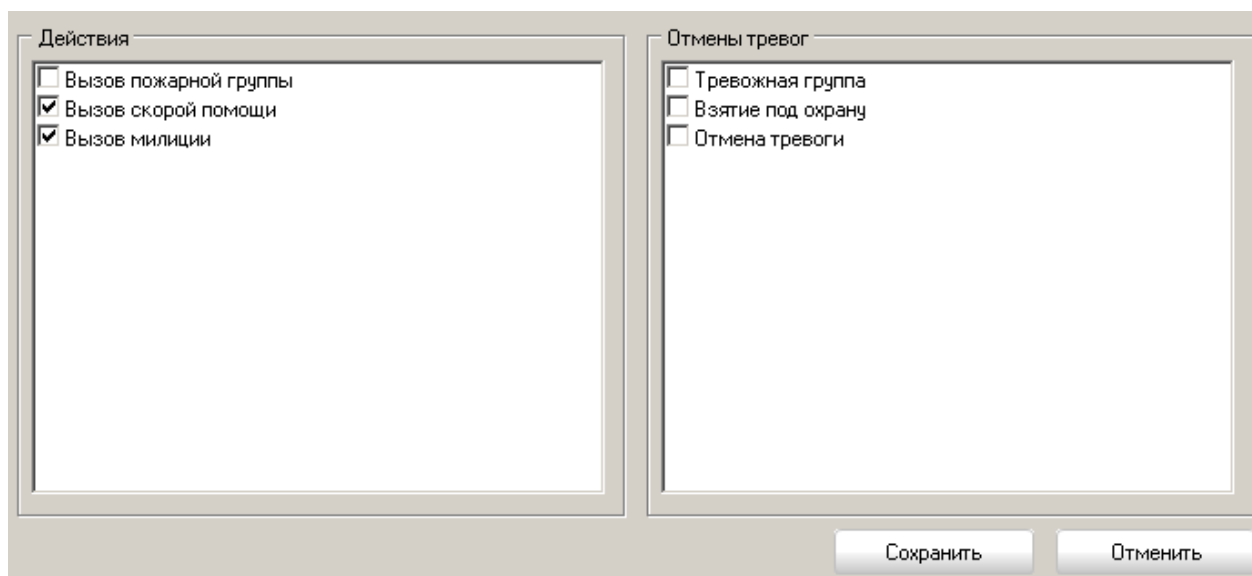 Действия
Вызов пожарной группы
Вызов скорой помощи
Вызов милиции
Отмены тревог
Тревожная группа
Взятие под охрану
Отмена тревоги
Сохранить
Отменить